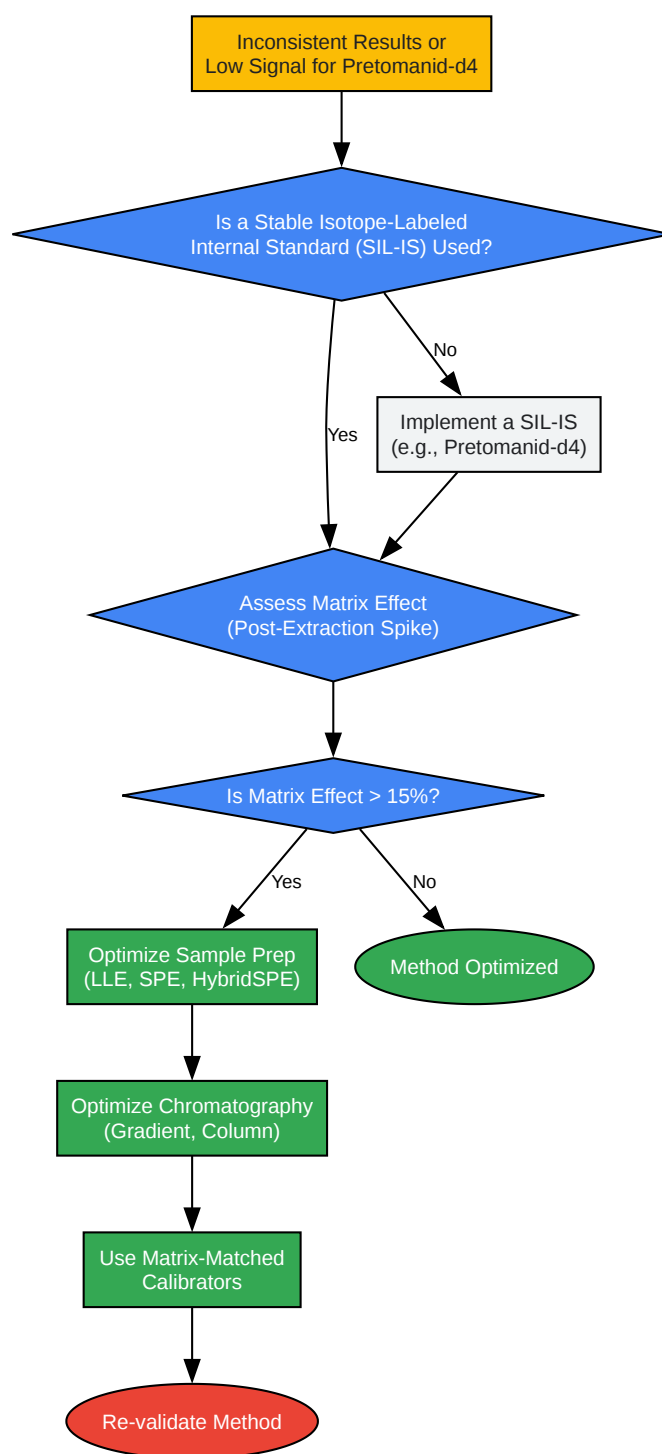 Inconsistent Results or
Low Signal for Pretomanid-d4
Is a Stable Isotope-Labeled
Internal Standard (SIL-IS) Used?
No
Implement a SIL-IS
(e.g., Pretomanid-d4)
Yes
Assess Matrix Effect
(Post-Extraction Spike)
Is Matrix Effect > 15%?
Yes
No
Optimize Sample Prep
(LLE, SPE, HybridSPE)
Method Optimized
Optimize Chromatography
(Gradient, Column)
Use Matrix-Matched
Calibrators
Re-validate Method